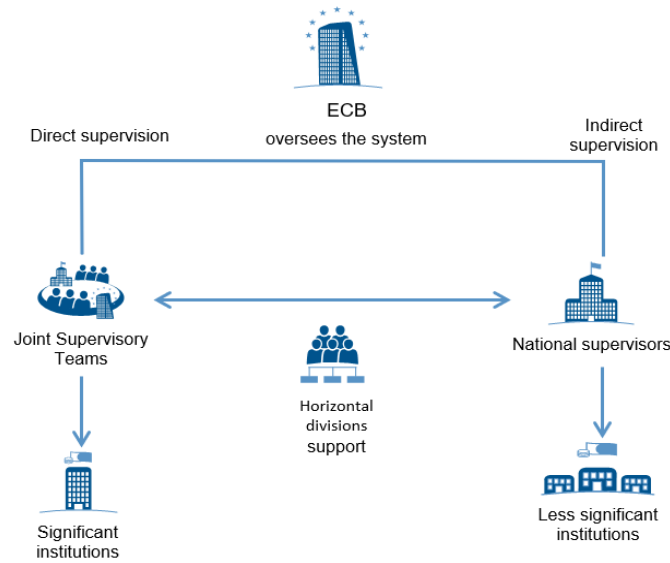 ECB
oversees the system
Direct supervision
Indirect
supervision
Joint Supervisory
Teams
National supervisors
Horizontal
divisions
support
Significant
institutions
Less significant
institutions